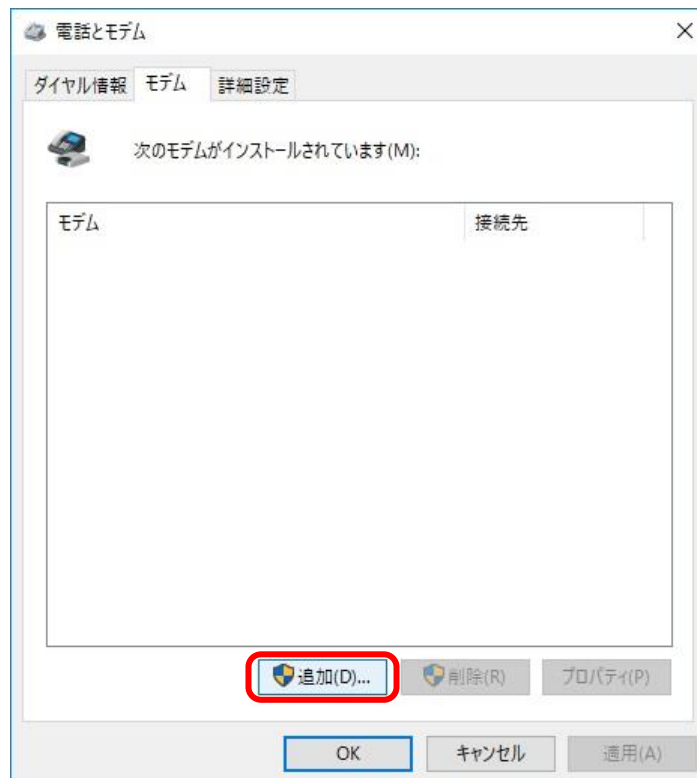 電話とモデム
ダイヤル情報 モデム 詳細設定
次のモデムがインストールされています(M):
モデム 接続先
追加(D)... 削除(R) プロパティ(P)
OK キャンセル 適用(A)